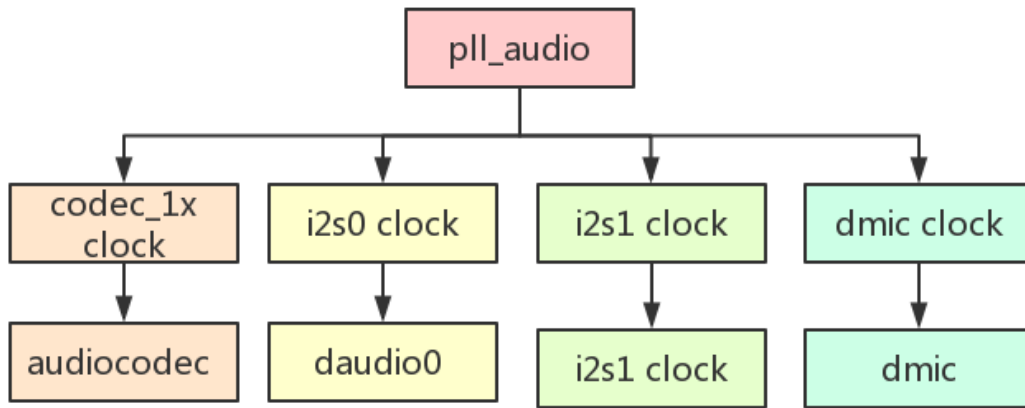 pll_audio
codec_1x
clock
i2s0 clock
i2s1 clock
dmic clock
audiocodec
daudio0
i2s1 clock
dmic